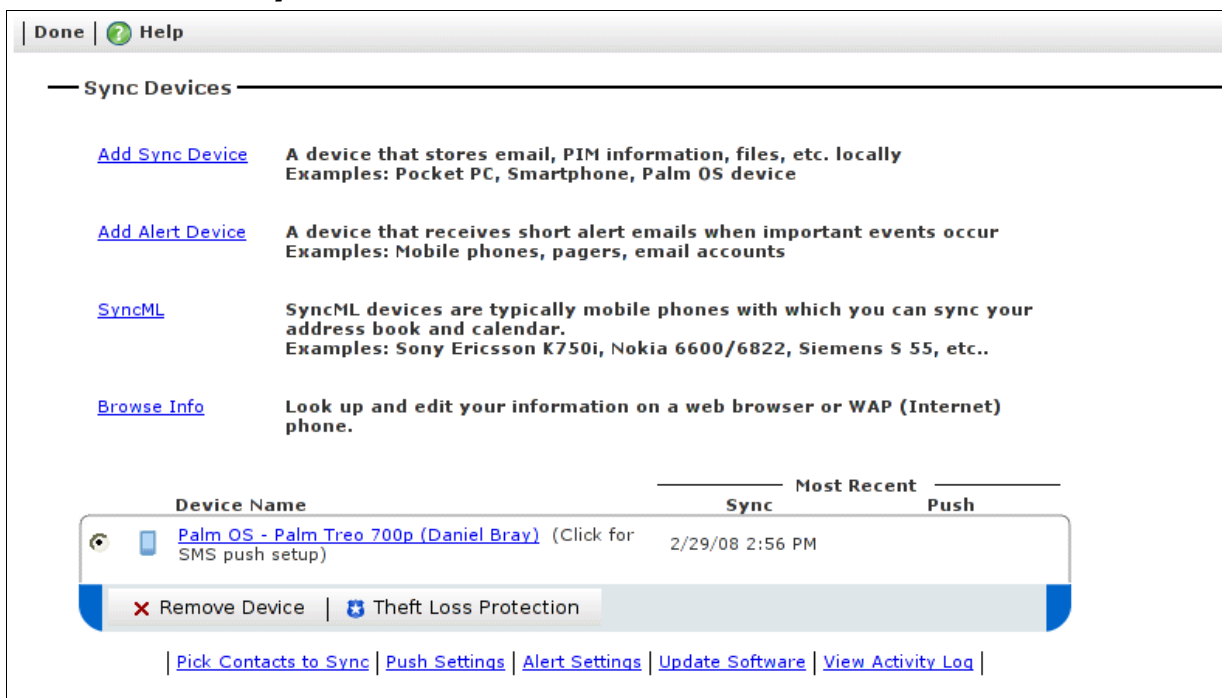 Done
Help
Sync Devices
Add Sync Device
A device that stores email, PIM information, files, etc. locally
Examples: Pocket PC, Smartphone, Palm OS device
Add Alert Device
A device that receives short alert emails when important events occur
Examples: Mobile phones, pagers, email accounts
SyncML
SyncML devices are typically mobile phones with which you can sync your
address book and calendar.
Examples: Sony Ericsson K750i, Nokia 6600/6822, Siemens S 55, etc..
Browse Info
Look up and edit your information on a web browser or WAP (Internet)
phone.
Most Recent
Device Name Sync Push
Palm OS - Palm Treo 700p (Daniel Bray) (Click for
SMS push setup)
2/29/08 2:56 PM
Remove Device | Theft Loss Protection
| Pick Contacts to Sync | Push Settings | Alert Settings | Update Software | View Activity Log |